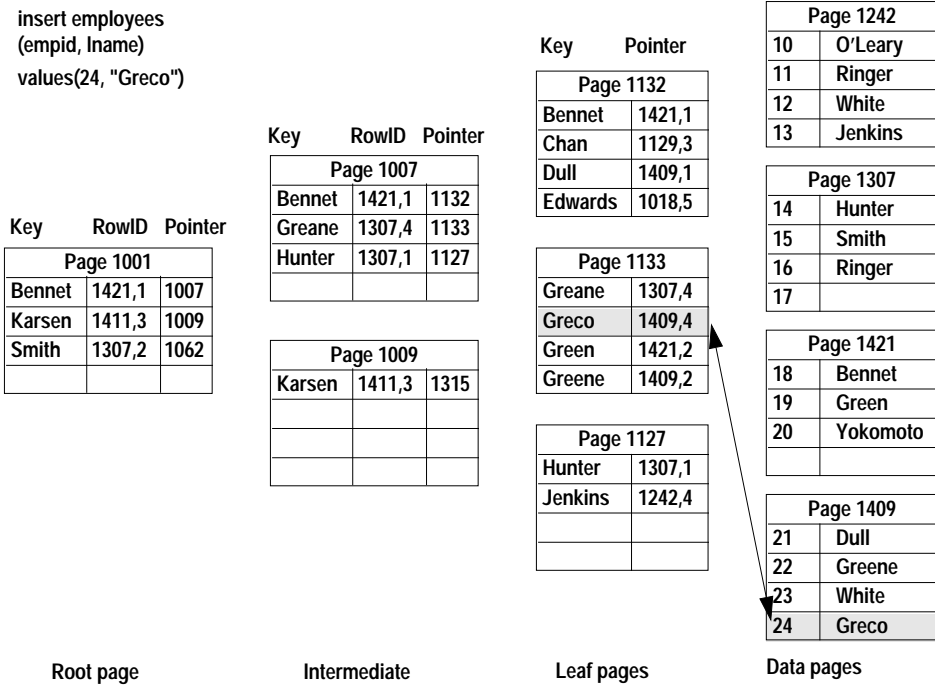 insert employees
(empid, lname)
values(24, "Greco")
Key RowID Pointer
Page 1001
Bennet 1421,1 1007
Karsen 1411,3 1009
Smith 1307,2 1062
Key RowID Pointer
Page 1007
Bennet 1421,1 1132
Greane 1307,4 1133
Hunter 1307,1 1127
Page 1009
Karsen 1411,3 1315
Key Pointer
Page 1132
Bennet 1421,1
Chan 1129,3
Dull 1409,1
Edwards 1018,5
Page 1133
Greane 1307,4
Greco 1409,4
Green 1421,2
Greene 1409,2
Page 1127
Hunter 1307,1
Jenkins 1242,4
Page 1242
10 O'Leary
11 Ringer
12 White
13 Jenkins
Page 1307
14 Hunter
15 Smith
16 Ringer
17
Page 1421
18 Bennet
19 Green
20 Yokomoto
Page 1409
21 Dull
22 Greene
23 White
24 Greco
Root page Intermediate Leaf pages Data pages